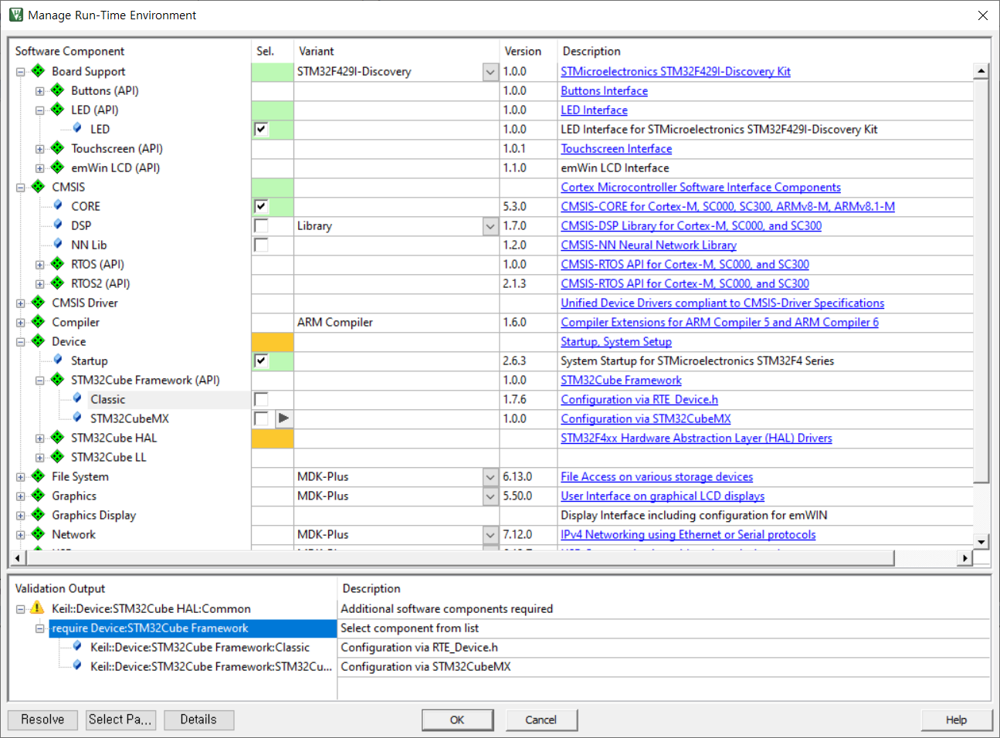 Manage Run-Time Environment
Software Component Sel. Variant Version Description
Board Support STM32F429I-Discovery 1.0.0 STMicroelectronics STM32F429I-Discovery Kit
Buttons (API) 1.0.0 Buttons Interface
LED (API) 1.0.0 LED Interface
LED 1.0.0 LED Interface for STMicroelectronics STM32F429I-Discovery Kit
Touchscreen (API) 1.0.1 Touchscreen Interface
emWin LCD (API) 1.1.0 emWin LCD Interface
CMSIS Cortex Microcontroller Software Interface Components
CORE 5.3.0 CMSIS-CORE for Cortex-M, SC000, SC300, ARMv8-M, ARMv8.1-M
DSP Library 1.7.0 CMSIS-DSP Library for Cortex-M, SC000, and SC300
NN Lib 1.2.0 CMSIS-NN Neural Network Library
RTOS (API) 1.0.0 CMSIS-RTOS API for Cortex-M, SC000, and SC300
RTOS2 (API) 2.1.3 CMSIS-RTOS API for Cortex-M, SC000, and SC300
CMSIS Driver Unified Device Drivers compliant to CMSIS-Driver Specifications
Compiler ARM Compiler 1.6.0 Compiler Extensions for ARM Compiler 5 and ARM Compiler 6
Device Startup, System Setup
Startup 2.6.3 System Startup for STMicroelectronics STM32F4 Series
STM32Cube Framework (API) 1.0.0 STM32Cube Framework
Classic 1.7.6 Configuration via RTE_Device.h
STM32CubeMX 1.0.0 Configuration via STM32CubeMX
STM32Cube HAL STM32F4xx Hardware Abstraction Layer (HAL) Drivers
STM32Cube LL
File System MDK-Plus 6.13.0 File Access on various storage devices
Graphics MDK-Plus 5.50.0 User Interface on graphical LCD displays
Graphics Display Display Interface including configuration for emWIN
Network MDK-Plus 7.12.0 IPv4 Networking using Ethernet or Serial protocols
Validation Output Description
Keil::Device:STM32Cube HAL:Common Additional software components required
require Device:STM32Cube Framework Select component from list
Keil::Device:STM32Cube Framework:Classic Configuration via RTE_Device.h
Keil::Device:STM32Cube Framework:STM32Cu... Configuration via STM32CubeMX
Resolve Select Pa... Details OK Cancel Help